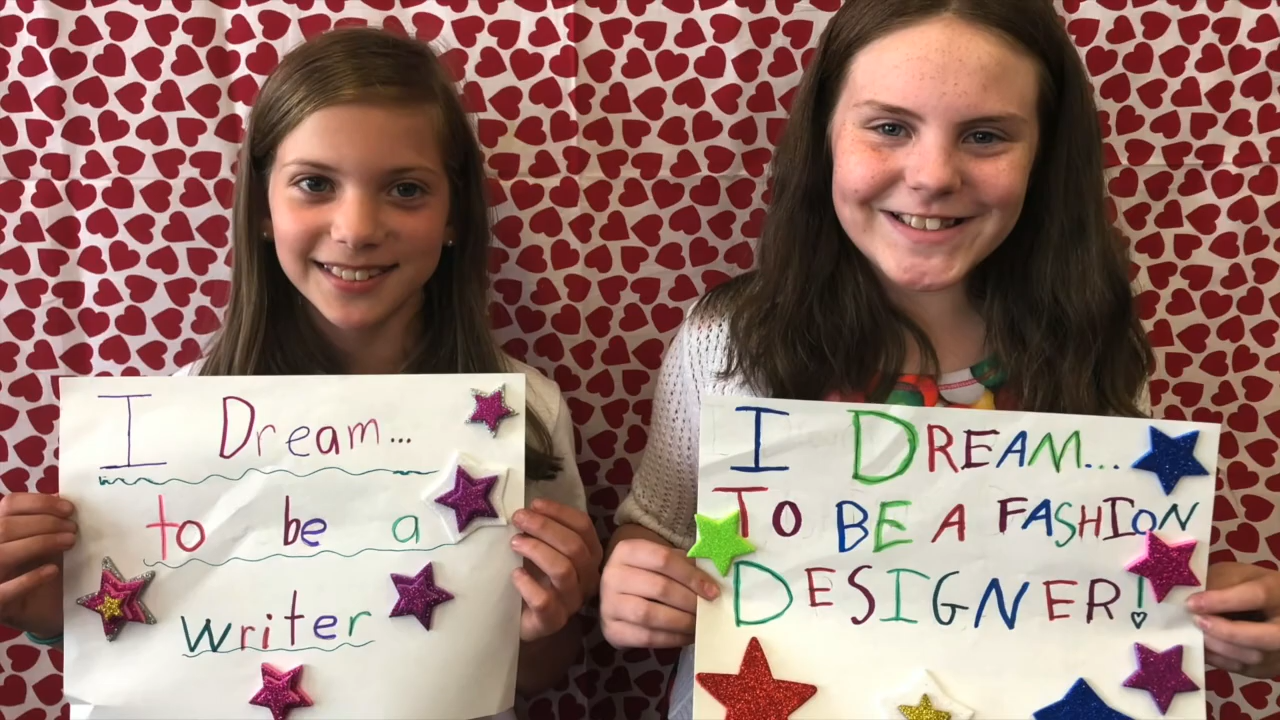 I Dream...
to be a
writer
I DREAM...
TO BE A FASHION
DESIGNER!